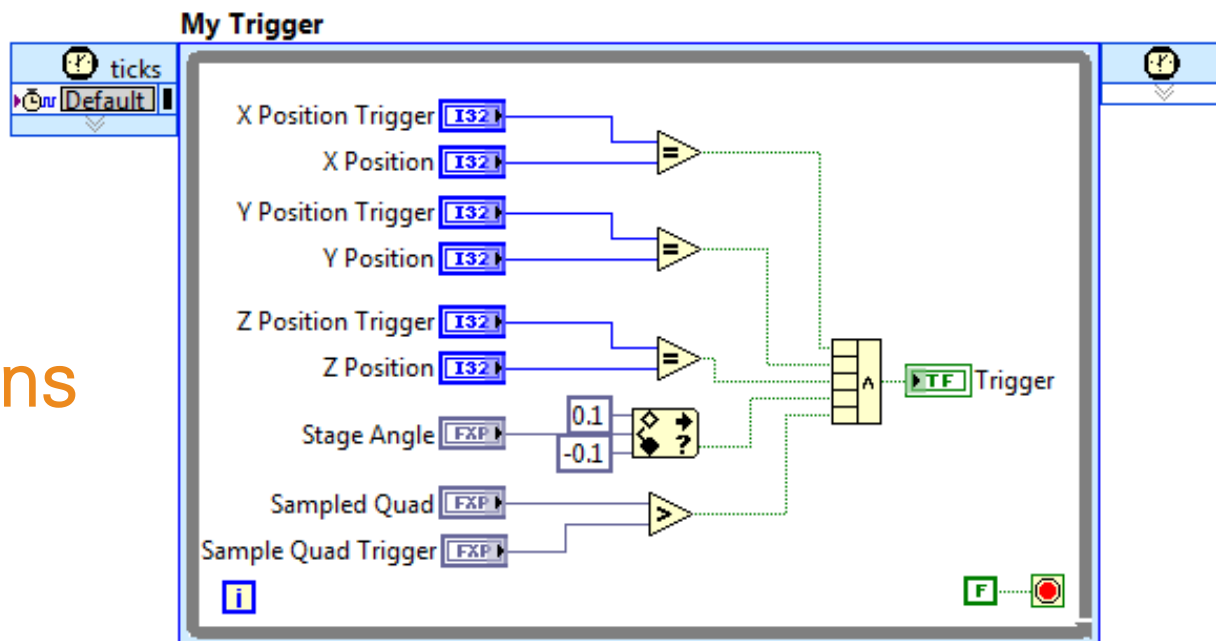 My Trigger
ticks
Default
X Position Trigger I32
X Position I32
=
Y Position Trigger I32
Y Position I32
=
Z Position Trigger I32
Z Position I32
=
ns
0.1
Stage Angle FXP
-0.1
?
∧
TF Trigger
Sampled Quad FXP
>
Sample Quad Trigger FXP
i
F